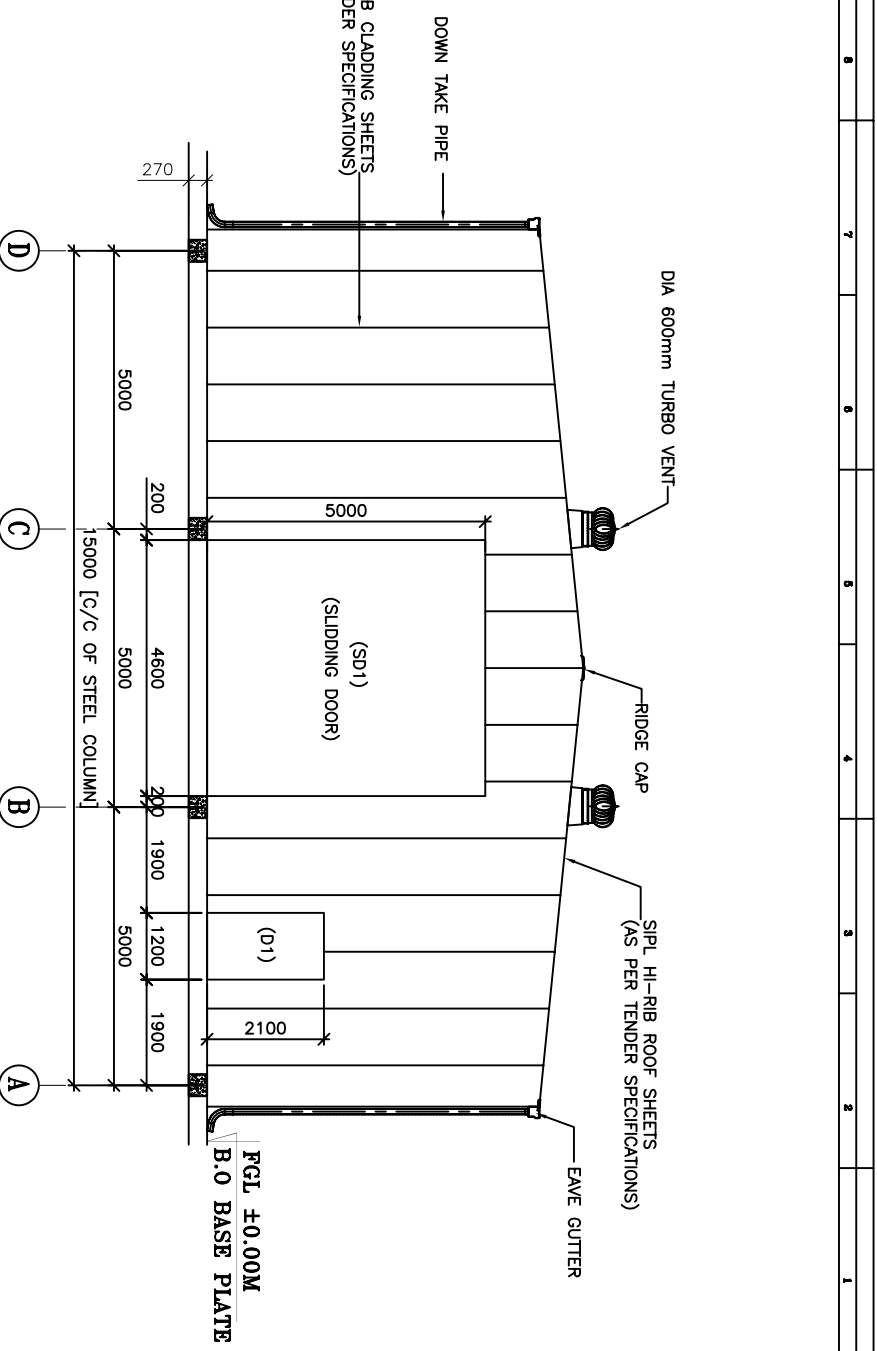 8
7
6
5
4
3
2
1
DIA 600mm TURBO VENT
RIDGE CAP
SIPL HI-RIB ROOF SHEETS
(AS PER TENDER SPECIFICATIONS)
EAVE GUTTER
DOWN TAKE PIPE
B CLADDING SHEETS
DER SPECIFICATIONS)
5000
(SD1)
(SLIDDING DOOR)
(D1)
2100
270
FGL ±0.00M
B.O BASE PLATE
200
4600
200
1900
1200
1900
5000
5000
5000
15000 [C/C OF STEEL COLUMN]
D
C
B
A